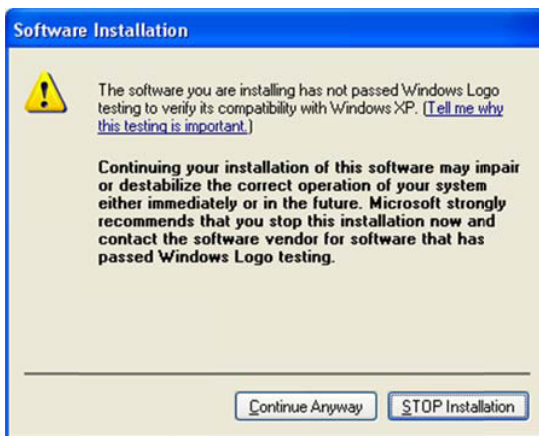 Software Installation
The software you are installing has not passed Windows Logo
testing to verify its compatibility with Windows XP. (Tell me why
this testing is important.)
Continuing your installation of this software may impair
or destabilize the correct operation of your system
either immediately or in the future. Microsoft strongly
recommends that you stop this installation now and
contact the software vendor for software that has
passed Windows Logo testing.
Continue Anyway
STOP Installation